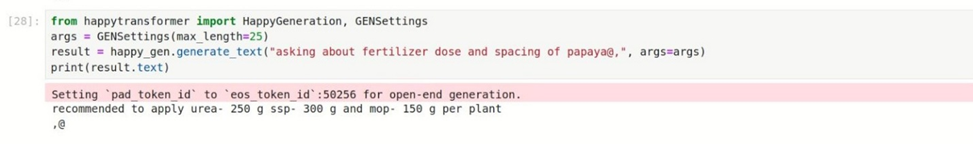 [28]: from happytransformer import HappyGeneration, GENSettings
args = GENSettings(max_length=25)
result = happy_gen.generate_text("asking about fertilizer dose and spacing of papaya@,", args=args)
print(result.text)
Setting `pad_token_id` to `eos_token_id`:50256 for open-end generation.
recommended to apply urea- 250 g ssp- 300 g and mop- 150 g per plant
,@